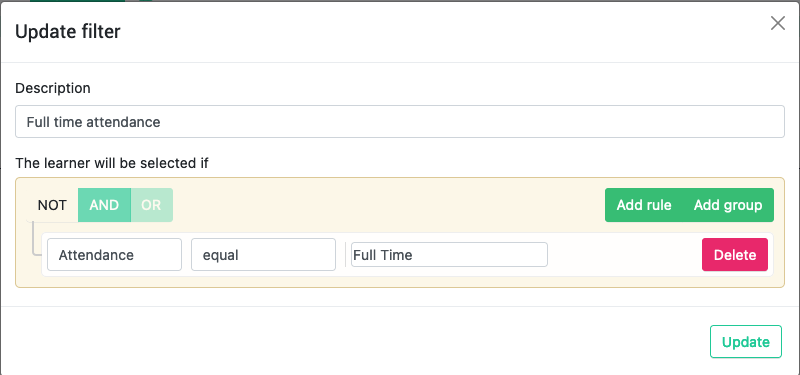 Update filter
Description
Full time attendance
The learner will be selected if
NOT AND OR Add rule Add group
Attendance equal Full Time Delete
Update